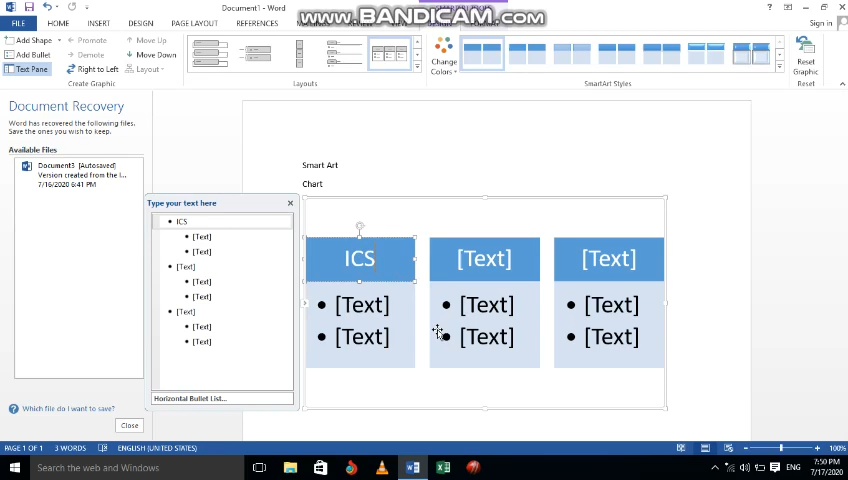 Document1 - Word
www.BANDICAM.com
Sign in
FILE HOME INSERT DESIGN PAGE LAYOUT REFERENCES
Add Shape Promote Move Up
Add Bullet Demote Move Down
Text Pane Right to Left Layout
Create Graphic
Layouts
Change
Colors
SmartArt Styles
Reset
Graphic
Reset
Document Recovery
Word has recovered the following files.
Save the ones you wish to keep.
Available Files
Document3 [Autosaved]
Version created from the l...
7/16/2020 6:41 PM
Which file do I want to save?
Close
Smart Art
Chart
Type your text here
• ICS
• [Text]
• [Text]
• [Text]
• [Text]
• [Text]
• [Text]
• [Text]
• [Text]
Horizontal Bullet List...
ICS [Text] [Text]
• [Text] • [Text] • [Text]
• [Text] • [Text] • [Text]
PAGE 1 OF 1 3 WORDS ENGLISH (UNITED STATES) 100%
Search the web and Windows
ENG
7:50 PM
7/17/2020